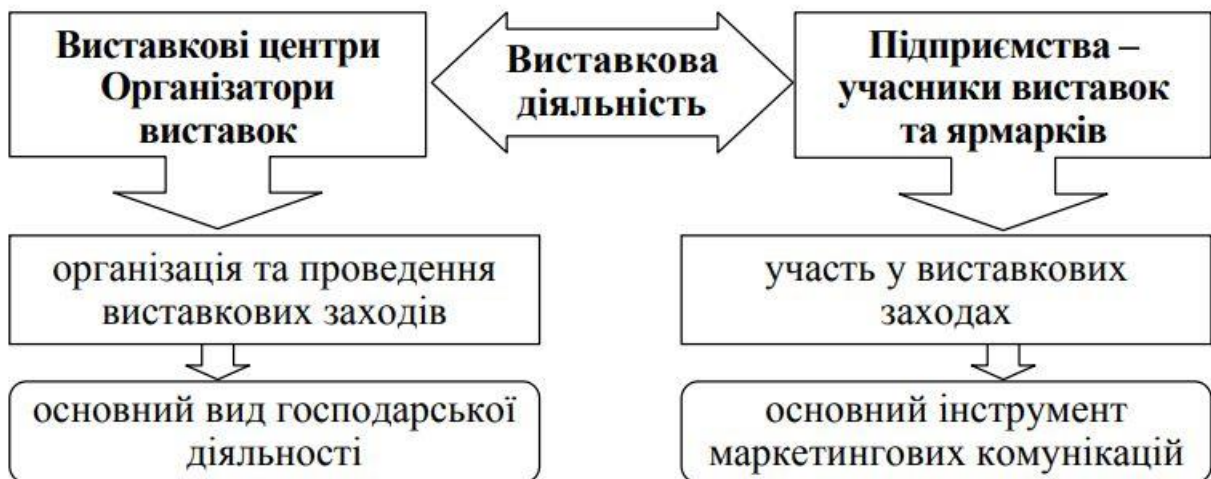 Виставкові центри
Організатори
виставок
Виставкова
діяльність
Підприємства –
учасники виставок
та ярмарків
організація та проведення
виставкових заходів
участь у виставкових
заходах
основний вид господарської
діяльності
основний інструмент
маркетингових комунікацій